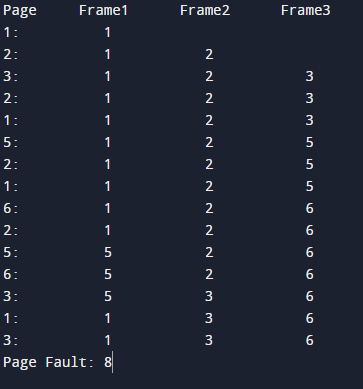 Page Frame1 Frame2 Frame3
1: 1
2: 1 2
3: 1 2 3
2: 1 2 3
1: 1 2 3
5: 1 2 5
2: 1 2 5
1: 1 2 5
6: 1 2 6
2: 1 2 6
5: 5 2 6
6: 5 2 6
3: 5 3 6
1: 1 3 6
3: 1 3 6
Page Fault: 8